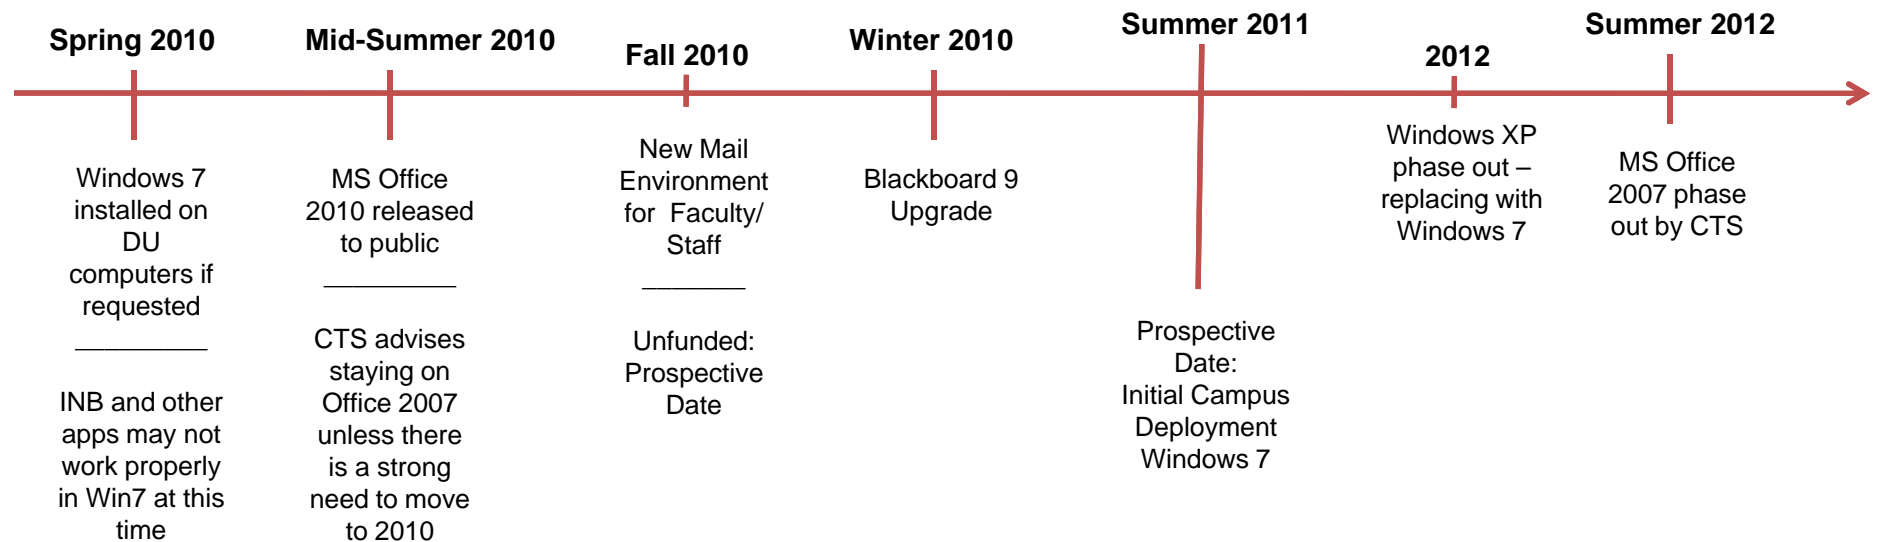 Spring 2010
Windows 7
installed on
DU
computers if
requested
_________
INB and other
apps may not
work properly
in Win7 at this
time
Mid-Summer 2010
MS Office
2010 released
to public
_________
CTS advises
staying on
Office 2007
unless there
is a strong
need to move
to 2010
Fall 2010
New Mail
Environment
for Faculty/
Staff
_______
Unfunded:
Prospective
Date
Winter 2010
Blackboard 9
Upgrade
Summer 2011
Prospective
Date:
Initial Campus
Deployment
Windows 7
2012
Windows XP
phase out –
replacing with
Windows 7
Summer 2012
MS Office
2007 phase
out by CTS